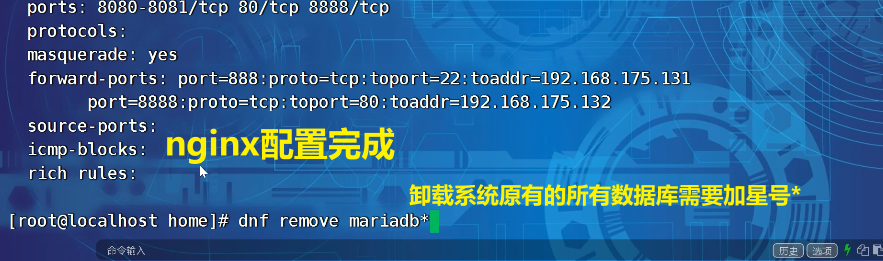 ports: 8080-8081/tcp 80/tcp 8888/tcp
protocols:
masquerade: yes
forward-ports: port=888:proto=tcp:toport=22:toaddr=192.168.175.131
port=8888:proto=tcp:toport=80:toaddr=192.168.175.132
source-ports:
icmp-blocks:
nginx配置完成
rich rules:
卸载系统原有的所有数据库需要加星号*
[root@localhost home]# dnf remove mariadb*
命令输入
历史 选项